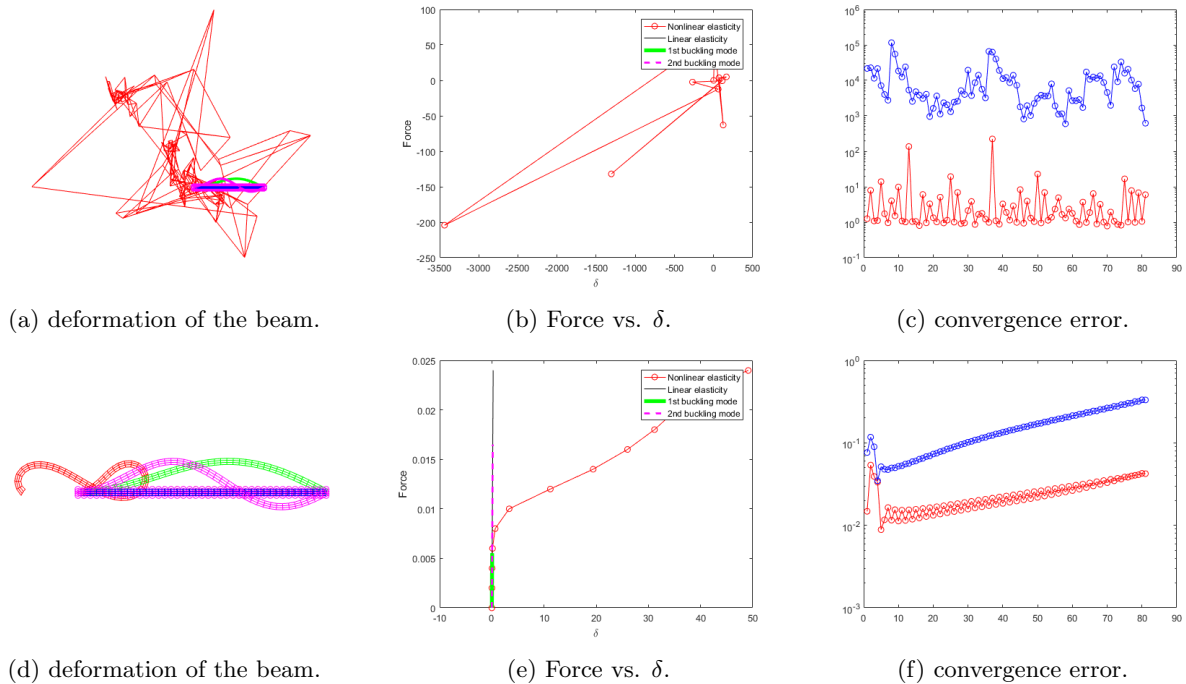 100
50
0
-50
-100
-150
-200
-250
Force
-3500 -3000 -2500 -2000 -1500 -1000 -500 0 500
δ
Nonlinear elasticity
Linear elasticity
1st buckling mode
2nd buckling mode
10^6
10^5
10^4
10^3
10^2
10^1
10^0
10^-1
0 10 20 30 40 50 60 70 80 90
(a) deformation of the beam.
(b) Force vs. δ.
(c) convergence error.
0.025
0.02
0.015
0.01
0.005
0
Force
-10 0 10 20 30 40 50
δ
Nonlinear elasticity
Linear elasticity
1st buckling mode
2nd buckling mode
10^0
10^-1
10^-2
10^-3
0 10 20 30 40 50 60 70 80 90
(d) deformation of the beam.
(e) Force vs. δ.
(f) convergence error.